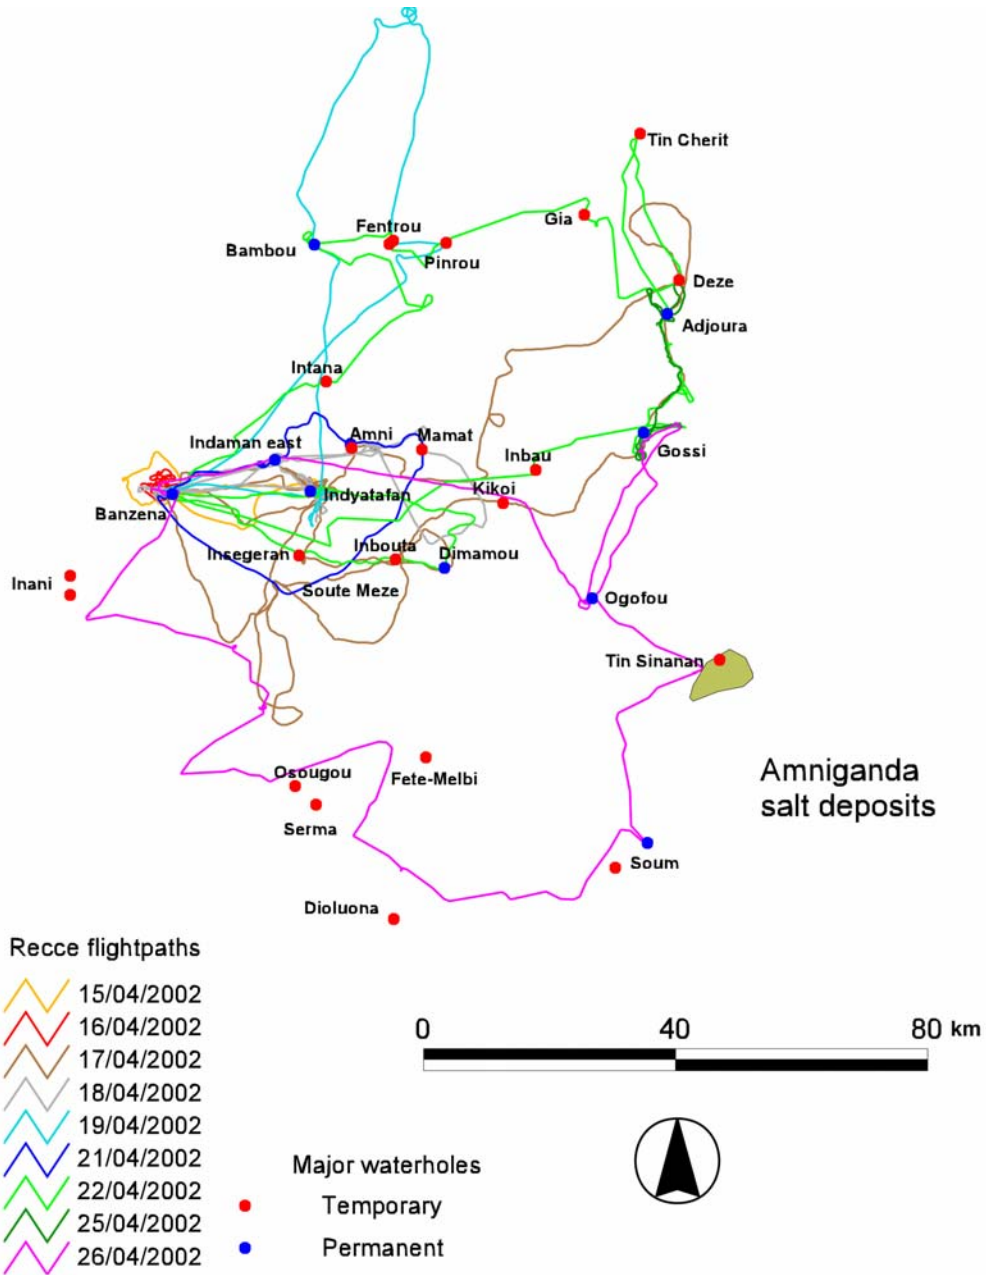 Tin Cherit
Gia
Fentrou
Bambou
Pinrou
Deze
Adjoura
Intana
Amni
Mamat
Indaman east
Gossi
Inbau
Kikoi
Indyatafan
Banzena
Inbouta
Insegeran
Dimamou
Inani
Soute Meze
Ogofou
Tin Sinanan
Amniganda
salt deposits
Osougou
Fete-Melbi
Serma
Soum
Dioluona
Recce flightpaths
15/04/2002
16/04/2002
17/04/2002
18/04/2002
19/04/2002
21/04/2002
22/04/2002
25/04/2002
26/04/2002
0 40 80 km
Major waterholes
Temporary
Permanent